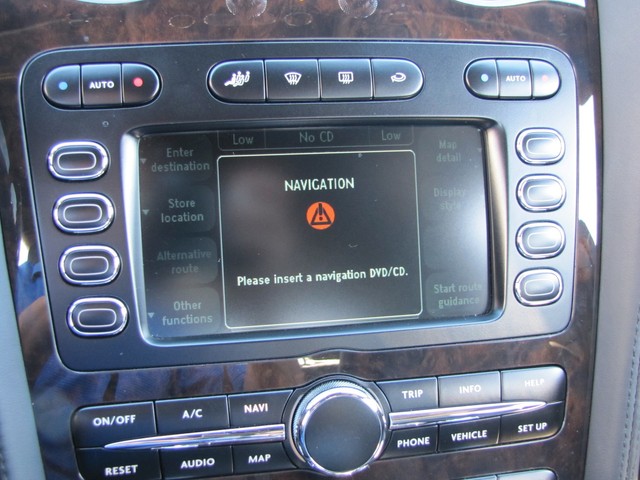 AUTO
AUTO
Low No CD Low
Enter
destination
Map
detail
NAVIGATION
Store
location
Display
style
Alternative
route
Please insert a navigation DVD/CD.
Other
functions
Start route
guidance
ON/OFF A/C NAVI TRIP INFO HELP
RESET AUDIO MAP PHONE VEHICLE SET UP